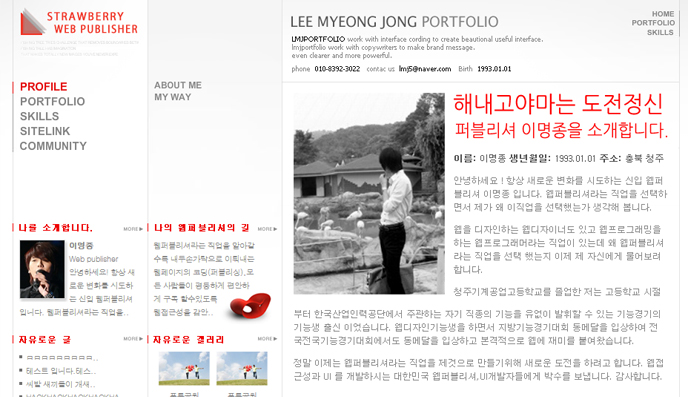 STRAWBERRY
WEB PUBLISHER
PROFILE
PORTFOLIO
SKILLS
SITELINK
COMMUNITY
ABOUT ME
MY WAY
LEE MYEONG JONG PORTFOLIO
LMJPORTFOLIO work with interface cording to create beautional useful interface.
lmjportfolio work with copywriters to make brand message.
even clearer and more powerful.
phone 010-8392-3022 contac us lmj5@naver.com Birth 1993.01.01
HOME
PORTFOLIO
SKILLS
해내고야마는 도전정신
퍼블리셔 이명종을 소개합니다.
이름: 이명종 생년월일: 1993.01.01 주소: 충북 청주
안녕하세요 ! 항상 새로운 변화를 시도하는 신입 웹퍼
블리셔 이명종 입니다. 웹퍼블리셔라는 직업을 선택하
면서 제가 왜 이직업을 선택했는가 생각해 봅니다.
웹을 디자인하는 웹디자이너도 있고 웹프로그래밍을
하는 웹프로그래머라는 직업이 있는데 왜 웹퍼블리셔
라는 직업을 선택 했는지 이제 제 자신에게 물어보려
합니다.
청주기계공업고등학교를 졸업한 저는 고등학교 시절
부터 한국산업인력공단에서 주관하는 자기 직종의 기능을 유없이 발휘할 수 있는 기능경기의
기능생 출신 이었습니다. 웹디자인기능생을 하면서 지방기능경기대회 동메달을 입상하여 전
국전국기능경기대회에서도 동메달을 입상하고 본격적으로 웹에 재미를 붙여왔습니다.
정말 이제는 웹퍼블리셔라는 직업을 제것으로 만들기위해 새로운 도전을 하려고 합니다. 웹접
근성과 UI 를 개발하시는 대한민국 웹퍼블리셔,UI개발자들에게 박수를 보냅니다. 감사합니다.
나를 소개합니다. MORE
이명종
Web publisher
안녕하세요! 항상 새
로운 변화를 시도하
는 신입 웹퍼블리셔
입니다. 웹퍼블리셔라는 직업을...
나의 웹퍼블리셔의 길 MORE
웹퍼블리셔라는 직업을 알아갈
수록 내두손가락으로 이뤄내는
웹페이지의 코딩(퍼블리싱),모
든 사람들이 평등하게 편안하
게 구독 할수있도록
웹접근성을 감안...
자유로운 글 MORE
ㅋㅋㅋㅋㅋㅋㅋㅋㅋ...
테스트 입니다.테스...
씨발 새끼들이 개새...
자유로운 갤러리 MORE
푸른군림
푸른군림